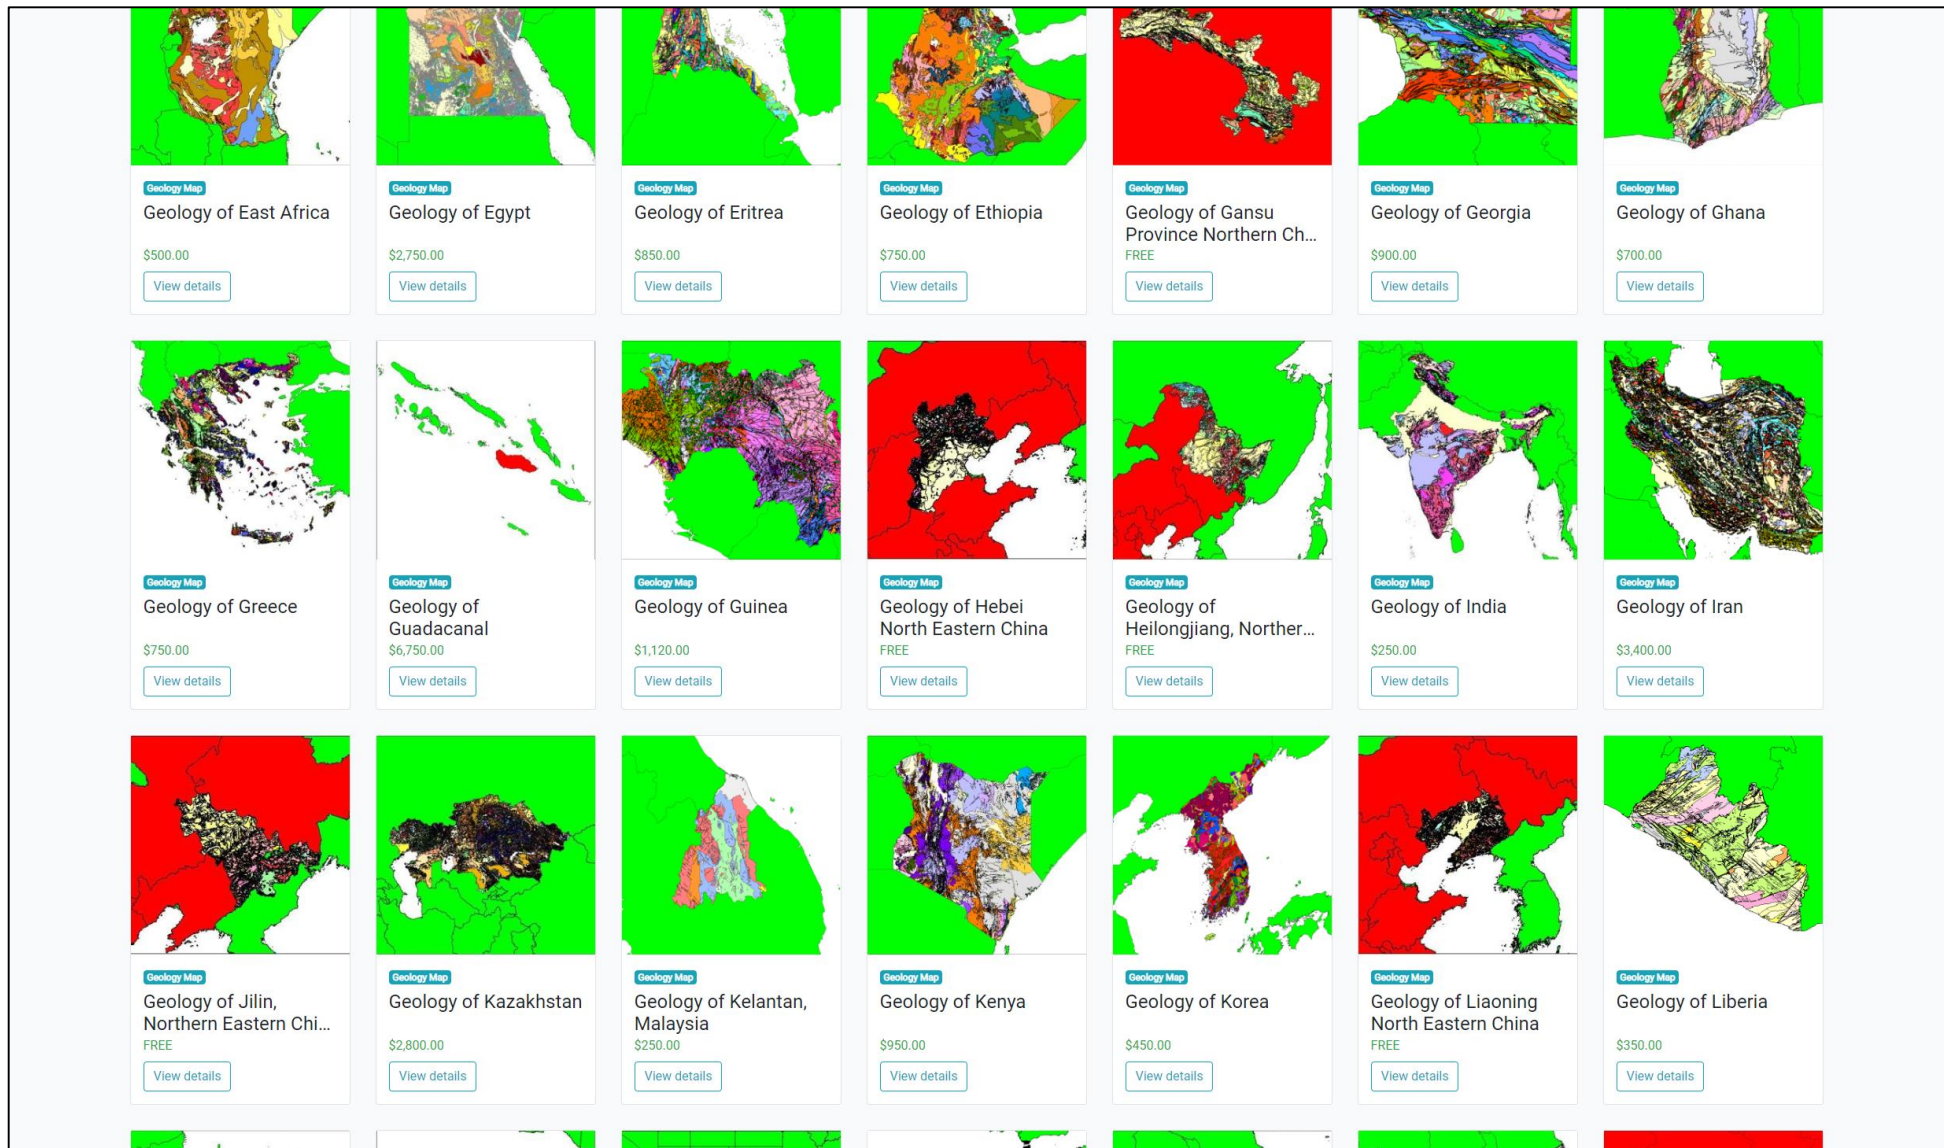 Geology Map
Geology of East Africa
$500.00
View details
Geology Map
Geology of Egypt
$2,750.00
View details
Geology Map
Geology of Eritrea
$850.00
View details
Geology Map
Geology of Ethiopia
$750.00
View details
Geology Map
Geology of Gansu
Province Northern Ch...
FREE
View details
Geology Map
Geology of Georgia
$900.00
View details
Geology Map
Geology of Ghana
$700.00
View details
Geology Map
Geology of Greece
$750.00
View details
Geology Map
Geology of
Guadacanal
$6,750.00
View details
Geology Map
Geology of Guinea
$1,120.00
View details
Geology Map
Geology of Hebei
North Eastern China
FREE
View details
Geology Map
Geology of
Heilongjiang, Norther...
FREE
View details
Geology Map
Geology of India
$250.00
View details
Geology Map
Geology of Iran
$3,400.00
View details
Geology Map
Geology of Jilin,
Northern Eastern Chi...
FREE
View details
Geology Map
Geology of Kazakhstan
$2,800.00
View details
Geology Map
Geology of Kelantan,
Malaysia
$250.00
View details
Geology Map
Geology of Kenya
$950.00
View details
Geology Map
Geology of Korea
$450.00
View details
Geology Map
Geology of Liaoning
North Eastern China
FREE
View details
Geology Map
Geology of Liberia
$350.00
View details